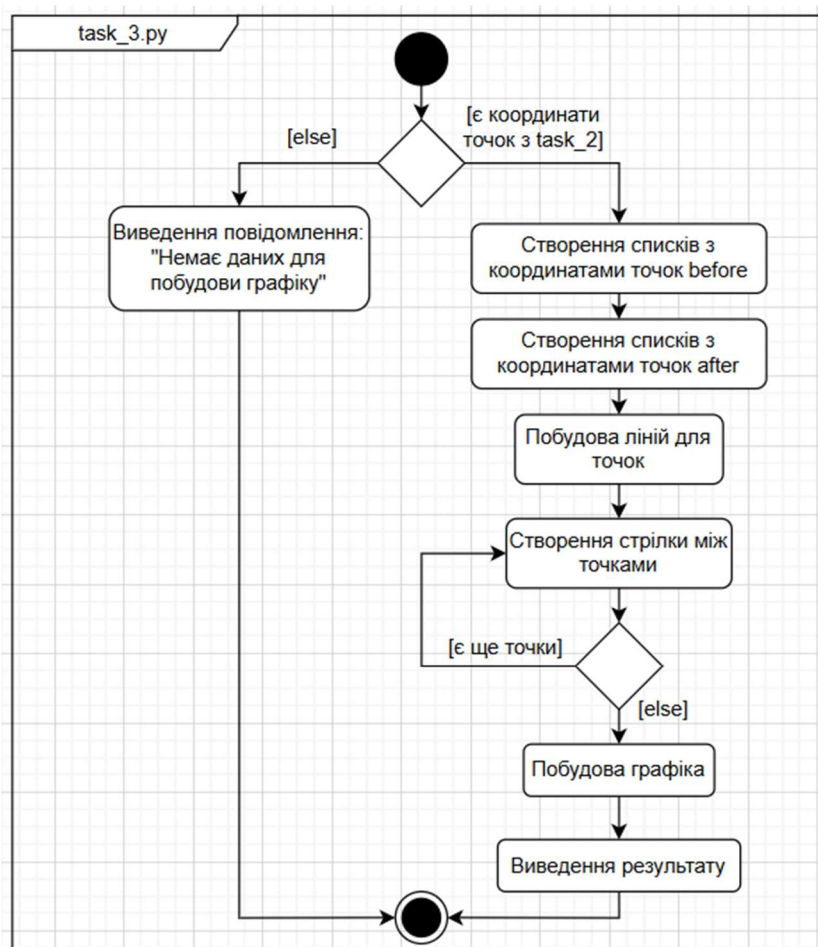 task_3.py
[else]
[є координати
точок з task_2]
Виведення повідомлення:
"Немає даних для
побудови графіку"
Створення списків з
координатами точок before
Створення списків з
координатами точок after
Побудова ліній для
точок
Створення стрілки між
точками
[є ще точки]
[else]
Побудова графіка
Виведення результату